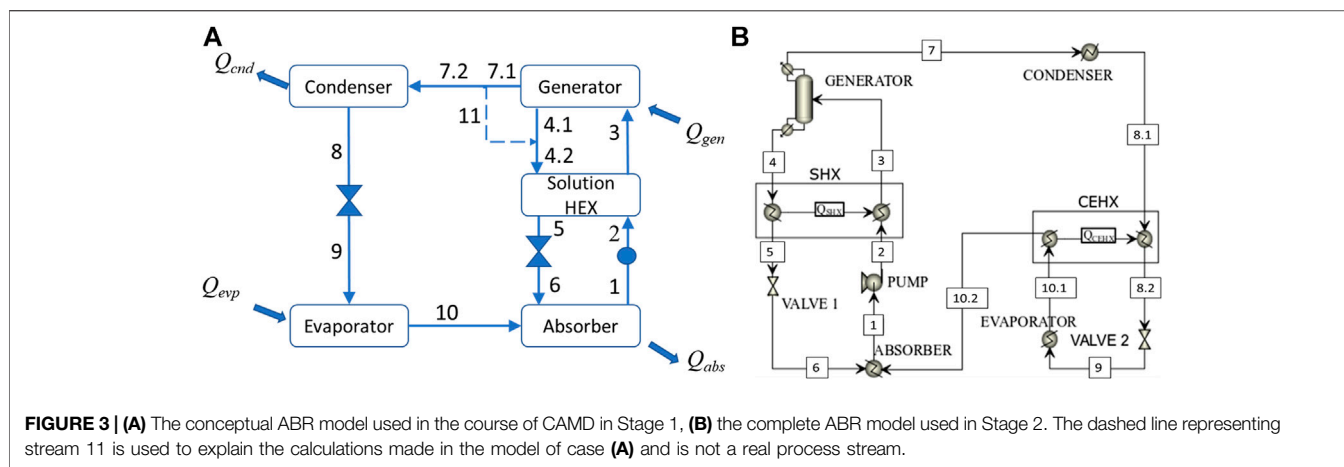 A
Qcnd
Condenser
7.2
7.1
Generator
11
4.1
3
Qgen
8
4.2
Solution
HEX
5
2
9
6
1
Qevp
10
Evaporator
Absorber
Qabs
B
7
GENERATOR
CONDENSER
8.1
4
3
SHX
QSHX
CEHX
QCEHX
5
2
PUMP
VALVE 1
10.2
10.1
8.2
1
EVAPORATOR
VALVE 2
ABSORBER
6
9
FIGURE 3 | (A) The conceptual ABR model used in the course of CAMD in Stage 1, (B) the complete ABR model used in Stage 2. The dashed line representing
stream 11 is used to explain the calculations made in the model of case (A) and is not a real process stream.